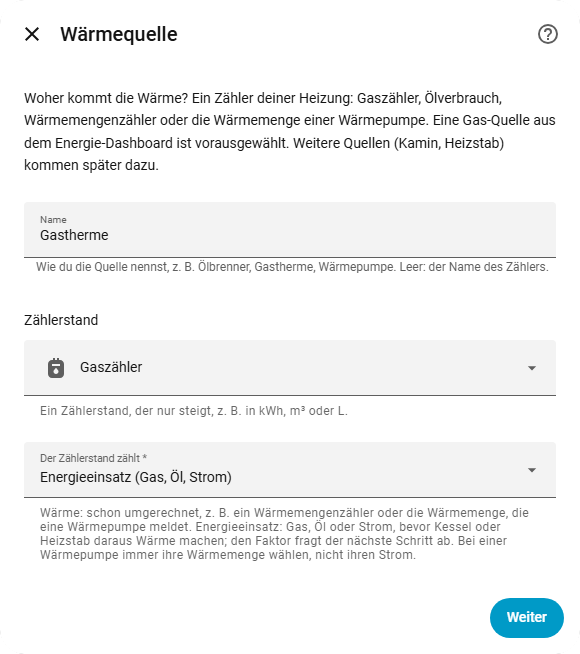 Wärmequelle
Woher kommt die Wärme? Ein Zähler deiner Heizung: Gaszähler, Ölverbrauch,
Wärmemengenzähler oder die Wärmemenge einer Wärmepumpe. Eine Gas-Quelle aus
dem Energie-Dashboard ist vorausgewählt. Weitere Quellen (Kamin, Heizstab)
kommen später dazu.
Name
Gastherme
Wie du die Quelle nennst, z. B. Ölbrenner, Gastherme, Wärmepumpe. Leer: der Name des Zählers.
Zählerstand
Gaszähler
Ein Zählerstand, der nur steigt, z. B. in kWh, m³ oder L.
Der Zählerstand zählt *
Energieeinsatz (Gas, Öl, Strom)
Wärme: schon umgerechnet, z. B. ein Wärmemengenzähler oder die Wärmemenge, die
eine Wärmepumpe meldet. Energieeinsatz: Gas, Öl oder Strom, bevor Kessel oder
Heizstab daraus Wärme machen; den Faktor fragt der nächste Schritt ab. Bei einer
Wärmepumpe immer ihre Wärmemenge wählen, nicht ihren Strom.
Weiter